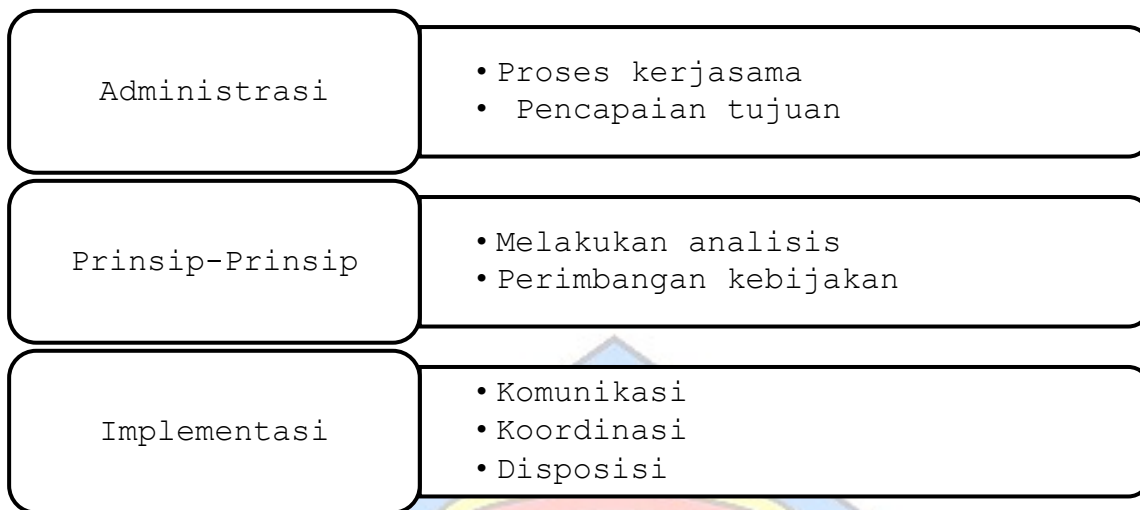 Administrasi
• Proses kerjasama
• Pencapaian tujuan
Prinsip-Prinsip
• Melakukan analisis
• Perimbangan kebijakan
Implementasi
• Komunikasi
• Koordinasi
• Disposisi